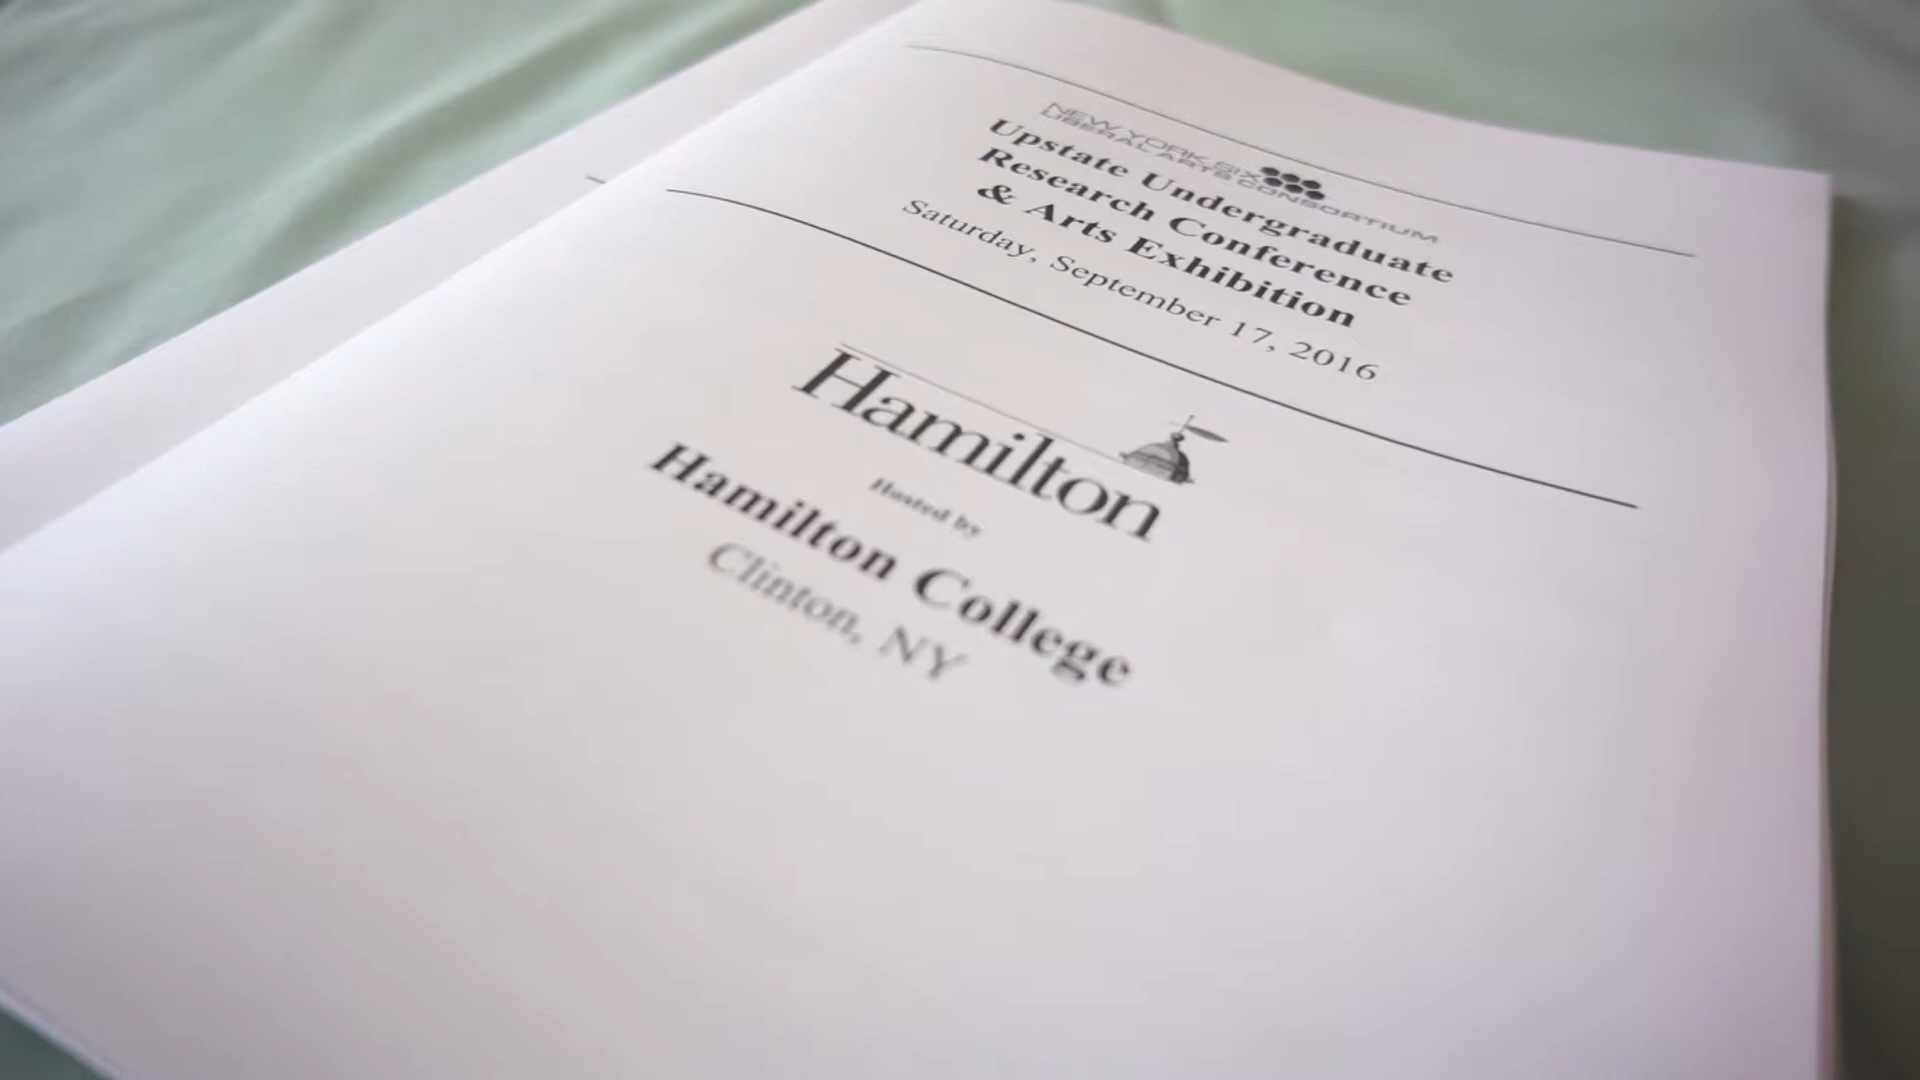 NEW YORK SIX
LIBERAL ARTS CONSORTIUM
Upstate Undergraduate
Research Conference
& Arts Exhibition
Saturday, September 17, 2016
Hamilton
Hosted by
Hamilton College
Clinton, NY